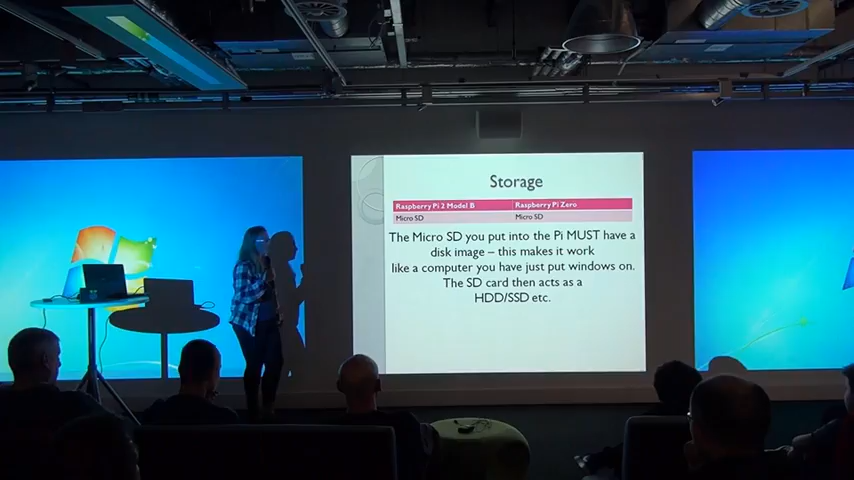 Storage
Raspberry Pi 2 Model B Raspberry Pi Zero
Micro SD Micro SD
The Micro SD you put into the Pi MUST have a
disk image – this makes it work
like a computer you have just put windows on.
The SD card then acts as a
HDD/SSD etc.